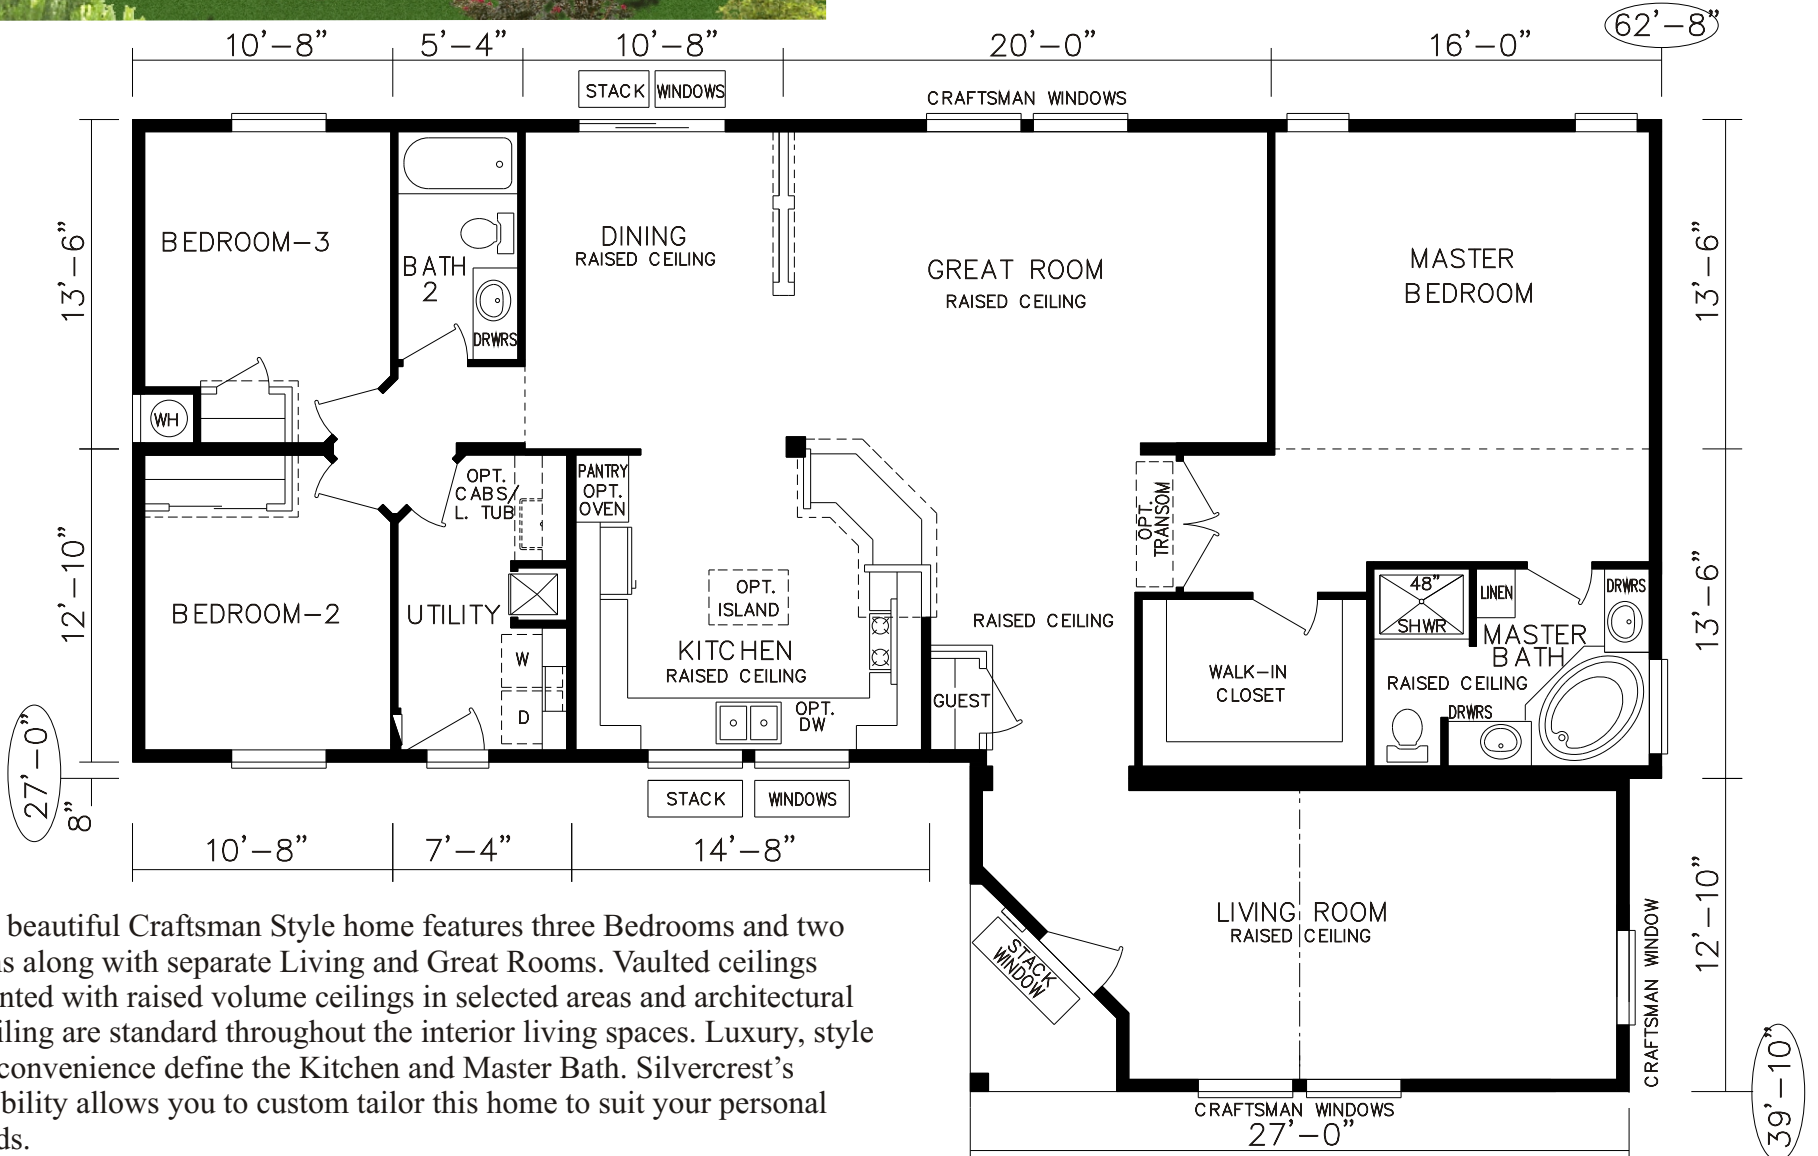 62'-8"
10'-8" 5'-4" 10'-8" 20'-0" 16'-0"
STACK WINDOWS
CRAFTSMAN WINDOWS
BEDROOM-3
BATH
2
DRWRS
DINING
RAISED CEILING
GREAT ROOM
RAISED CEILING
MASTER
BEDROOM
13'-6"
13'-6"
WH
OPT.
CABS/
L. TUB
PANTRY
OPT.
OVEN
OPT.
TRANSOM
12'-10"
BEDROOM-2
UTILITY
W
D
OPT.
ISLAND
KITCHEN
RAISED CEILING
OPT.
DW
GUEST
RAISED CEILING
WALK-IN
CLOSET
48"
SHWR
LINEN
DRWRS
MASTER
BATH
RAISED CEILING
DRWRS
13'-6"
27'-0"
8"
STACK WINDOWS
10'-8" 7'-4" 14'-8"
LIVING ROOM
RAISED CEILING
STACK
WINDOW
12'-10"
CRAFTSMAN WINDOW
CRAFTSMAN WINDOWS
27'-0"
39'-10"
beautiful Craftsman Style home features three Bedrooms and two
along with separate Living and Great Rooms. Vaulted ceilings
with raised volume ceilings in selected areas and architectural
are standard throughout the interior living spaces. Luxury, style
convenience define the Kitchen and Master Bath. Silvercrest's
allows you to custom tailor this home to suit your personal